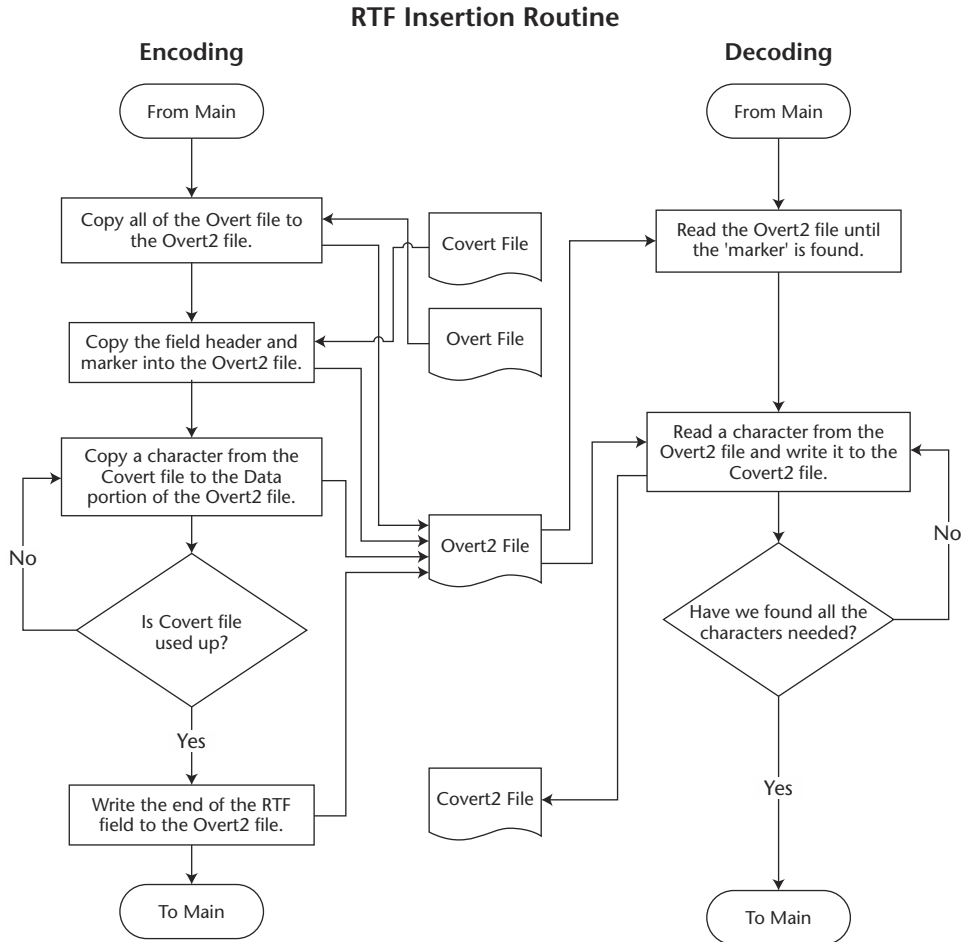 RTF Insertion Routine
Encoding
From Main
Copy all of the Overt file to
the Overt2 file.
Copy the field header and
marker into the Overt2 file.
Copy a character from the
Covert file to the Data
portion of the Overt2 file.
No
Is Covert file
used up?
Yes
Write the end of the RTF
field to the Overt2 file.
To Main
Covert File
Overt File
Overt2 File
Covert2 File
Decoding
From Main
Read the Overt2 file until
the 'marker' is found.
Read a character from the
Overt2 file and write it to the
Covert2 file.
No
Have we found all the
characters needed?
Yes
To Main